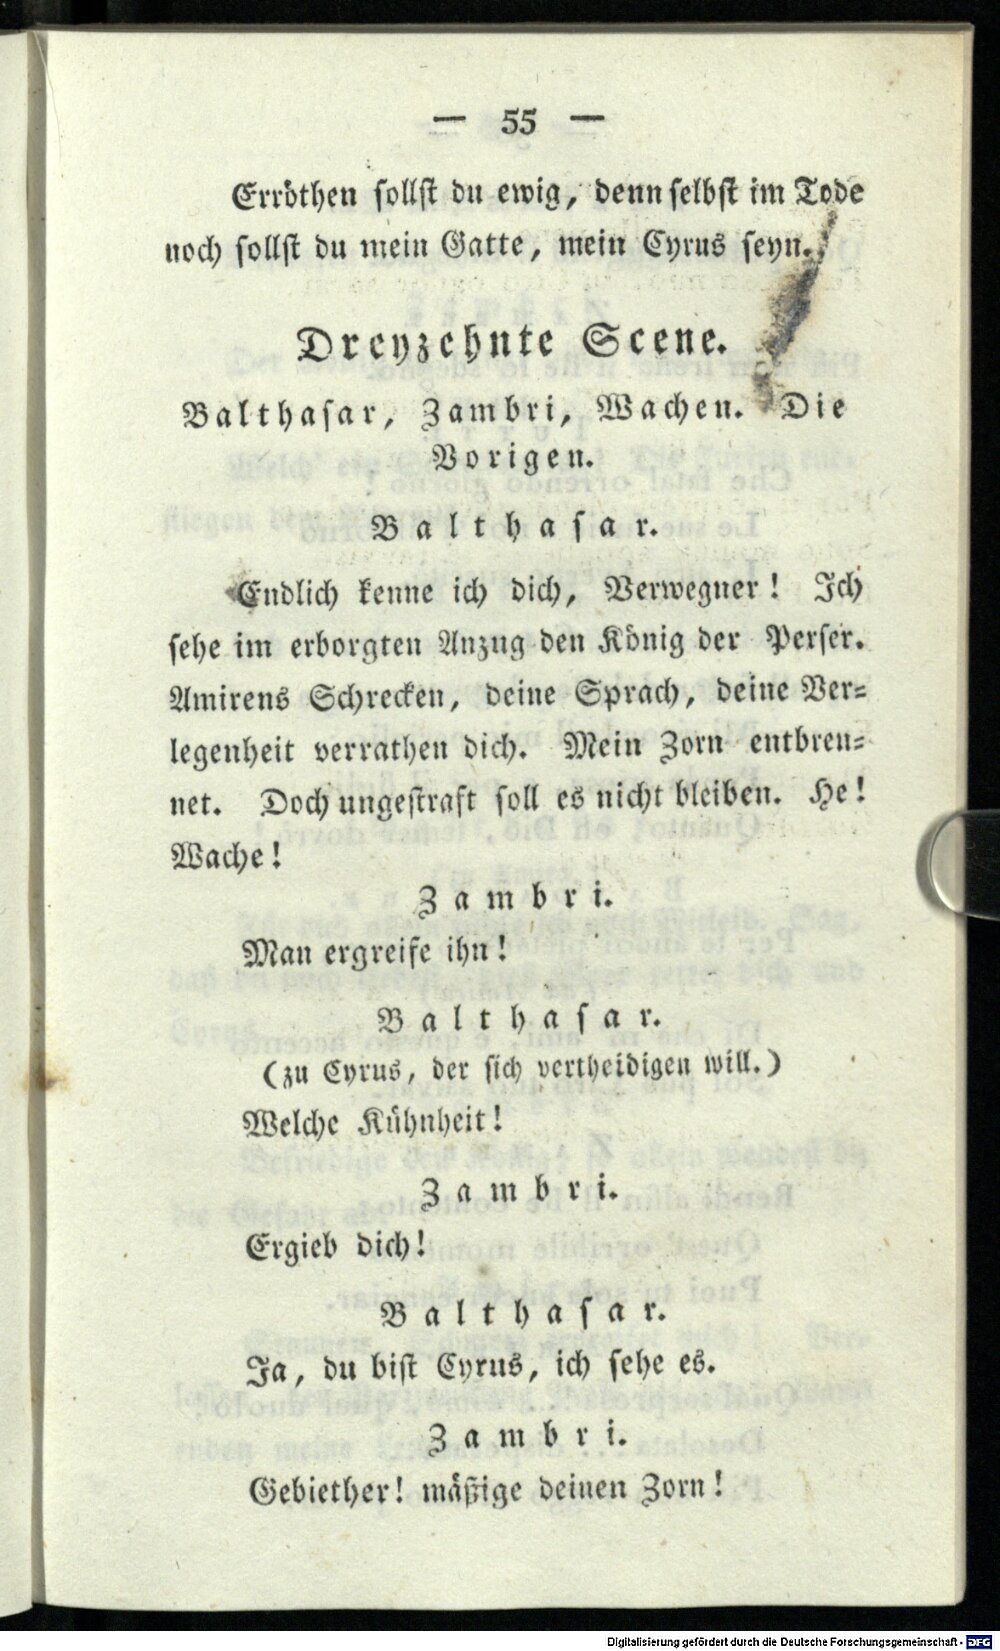 — 55 —
Erröthen sollst du ewig, denn selbst im Tode
noch sollst du mein Gatte, mein Cyrus seyn.
Dreyzehnte Scene.
Balthasar, Zambri, Wachen. Die
Vorigen.
Balthasar.
Endlich kenne ich dich, Verwegner! Ich
sehe im erborgten Anzug den König der Perser.
Amirens Schrecken, deine Sprach, deine Ver-
legenheit verrathen dich. Mein Zorn entbren-
net. Doch ungestraft soll es nicht bleiben. He!
Wache!
Zambri.
Man ergreife ihn!
Balthasar.
(zu Cyrus, der sich vertheidigen will.)
Welche Kühnheit!
Zambri.
Ergieb dich!
Balthasar.
Ja, du bist Cyrus, ich sehe es.
Zambri.
Gebiether! mäßige deinen Zorn!
Digitalisierung gefördert durch die Deutsche Forschungsgemeinschaft - DFG